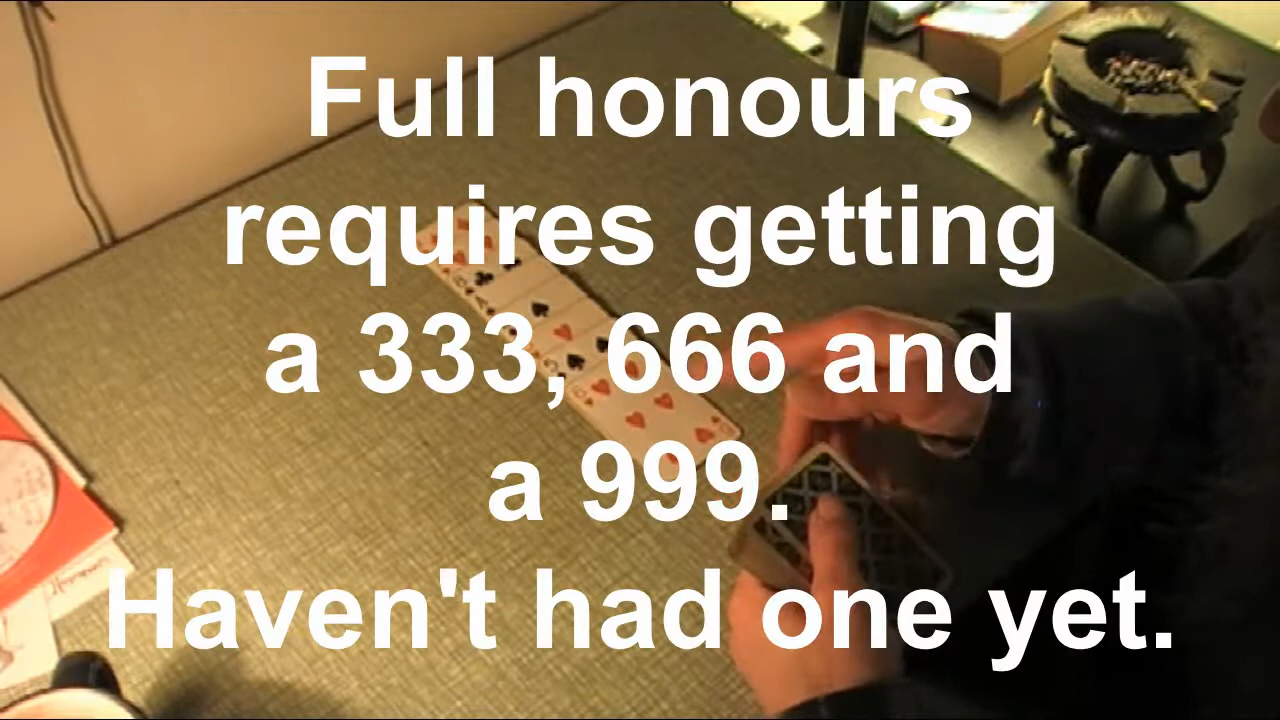 Full honours
requires getting
a 333, 666 and
a 999.
Haven't had one yet.